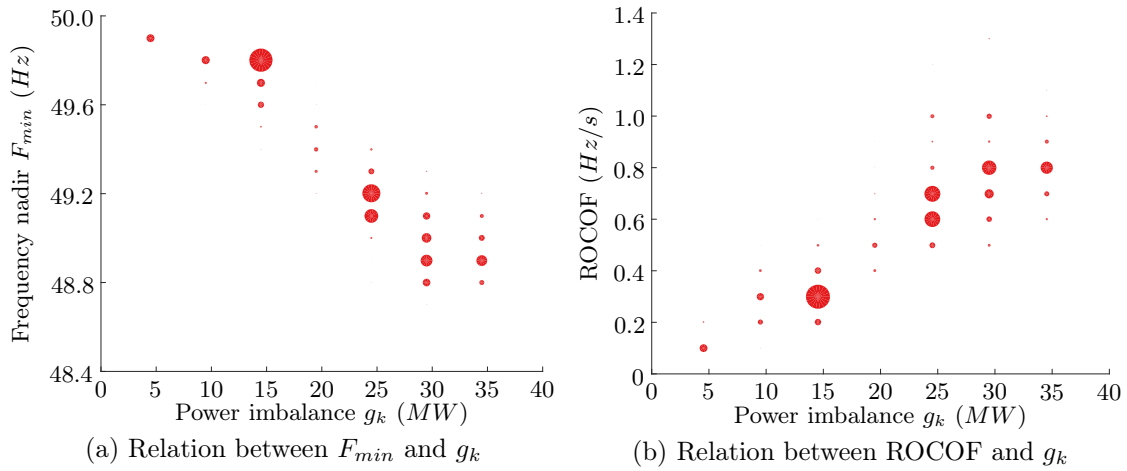 50.0
49.6
49.2
48.8
48.4
Frequency nadir F_min (Hz)
0 5 10 15 20 25 30 35 40
Power imbalance g_k (MW)
(a) Relation between F_min and g_k
1.4
1.2
1.0
0.8
0.6
0.4
0.2
0
ROCOF (Hz/s)
0 5 10 15 20 25 30 35 40
Power imbalance g_k (MW)
(b) Relation between ROCOF and g_k